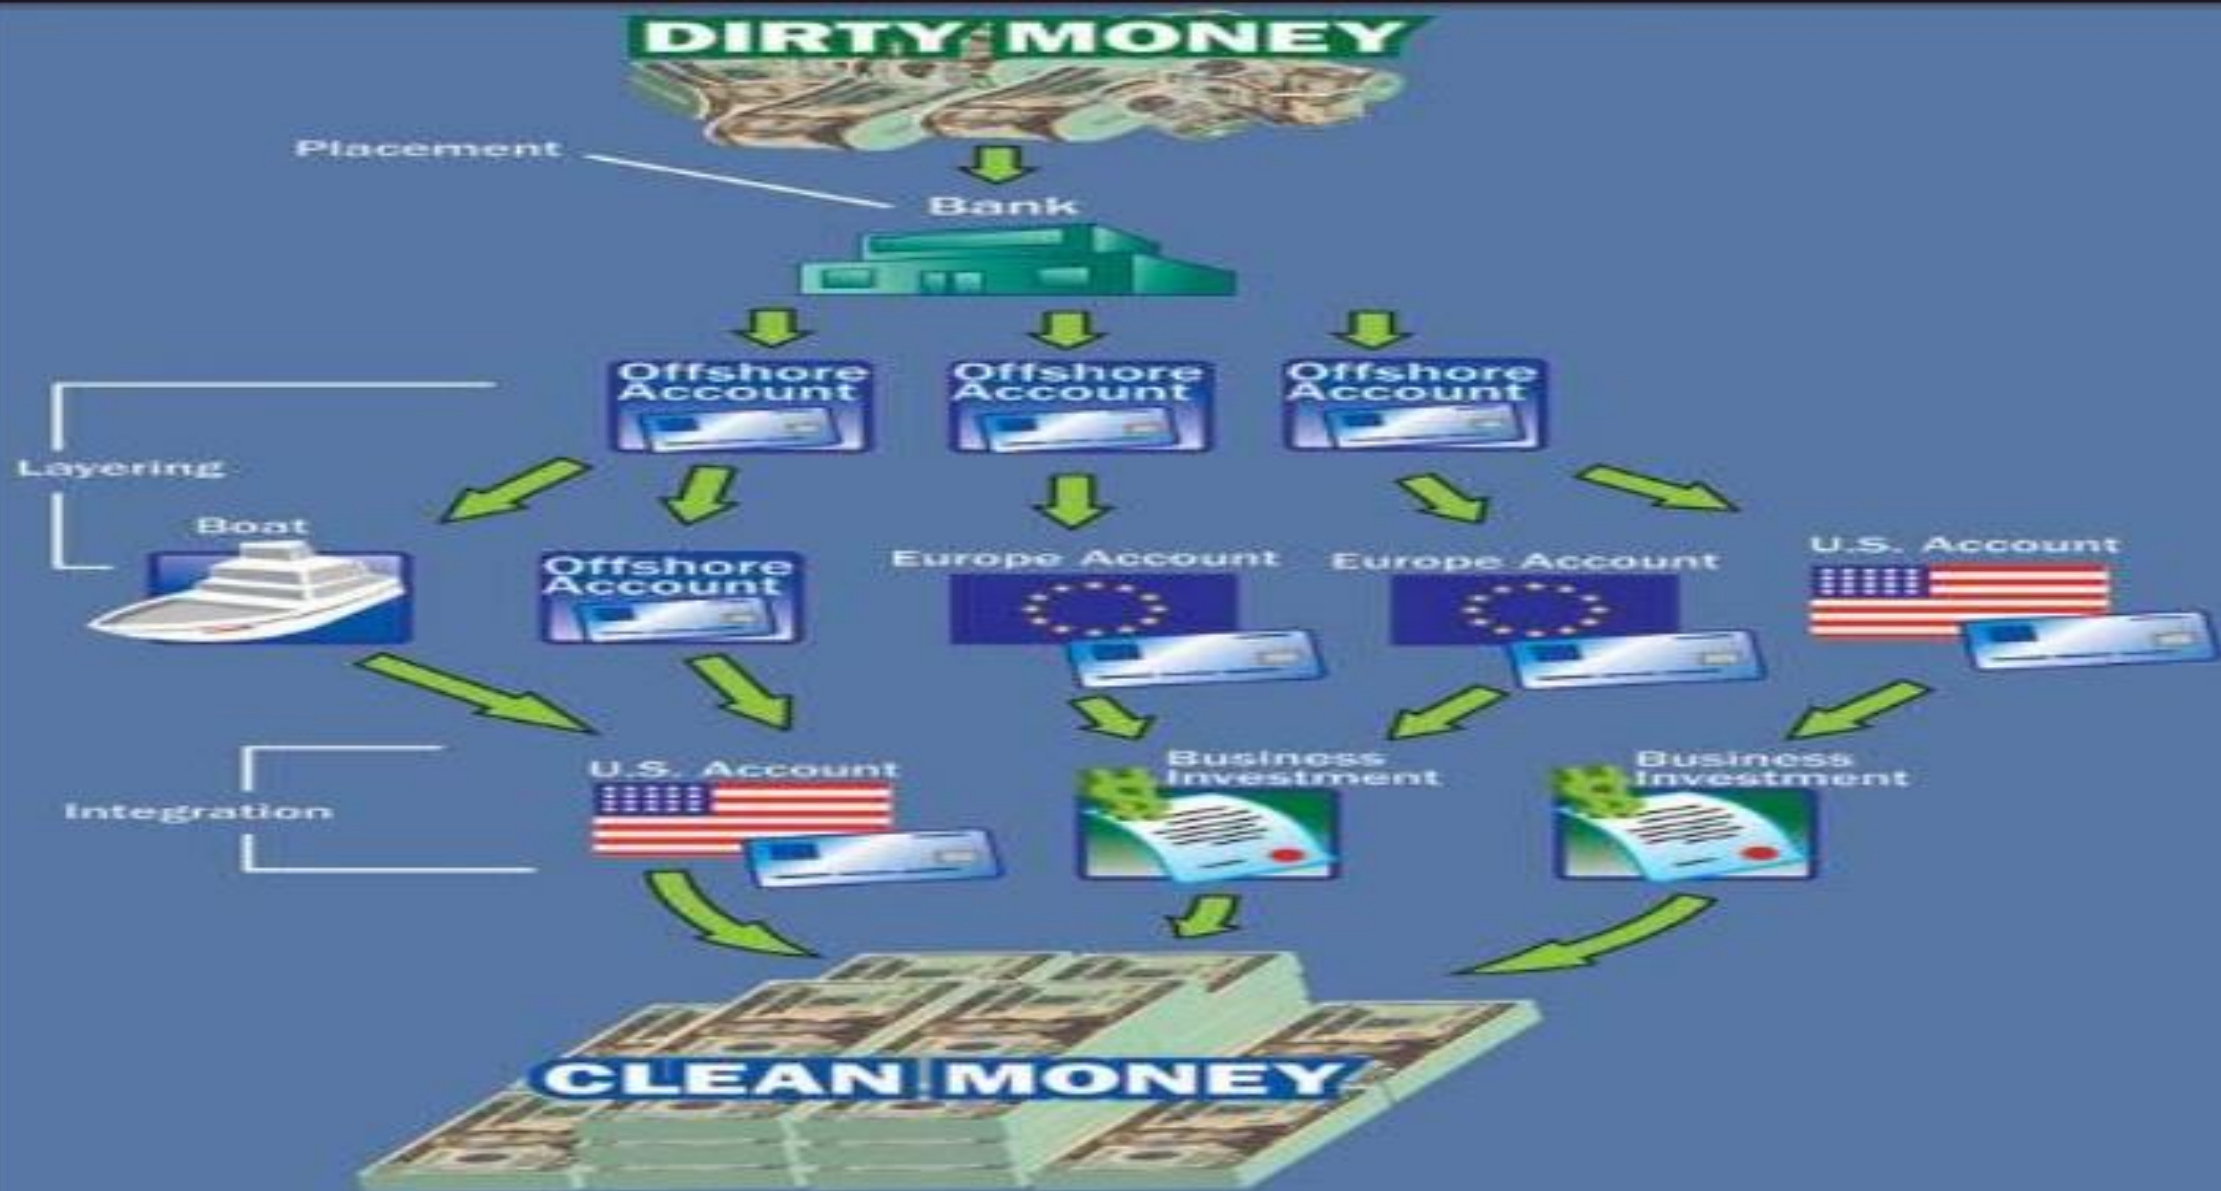 DIRTY MONEY
Placement
Bank
Offshore
Account
Offshore
Account
Offshore
Account
Layering
Boat
Offshore
Account
Europe Account
Europe Account
U.S. Account
Integration
U.S. Account
Business
Investment
Business
Investment
CLEAN MONEY